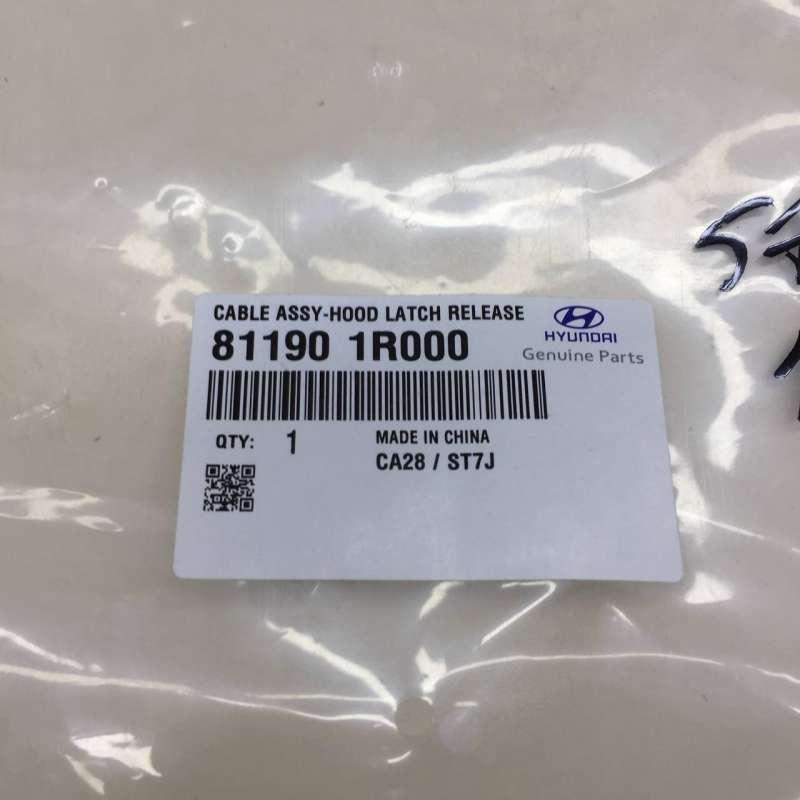 CABLE ASSY-HOOD LATCH RELEASE
81190 1R000
HYUNDAI
Genuine Parts
QTY: 1
MADE IN CHINA
CA28 / ST7J